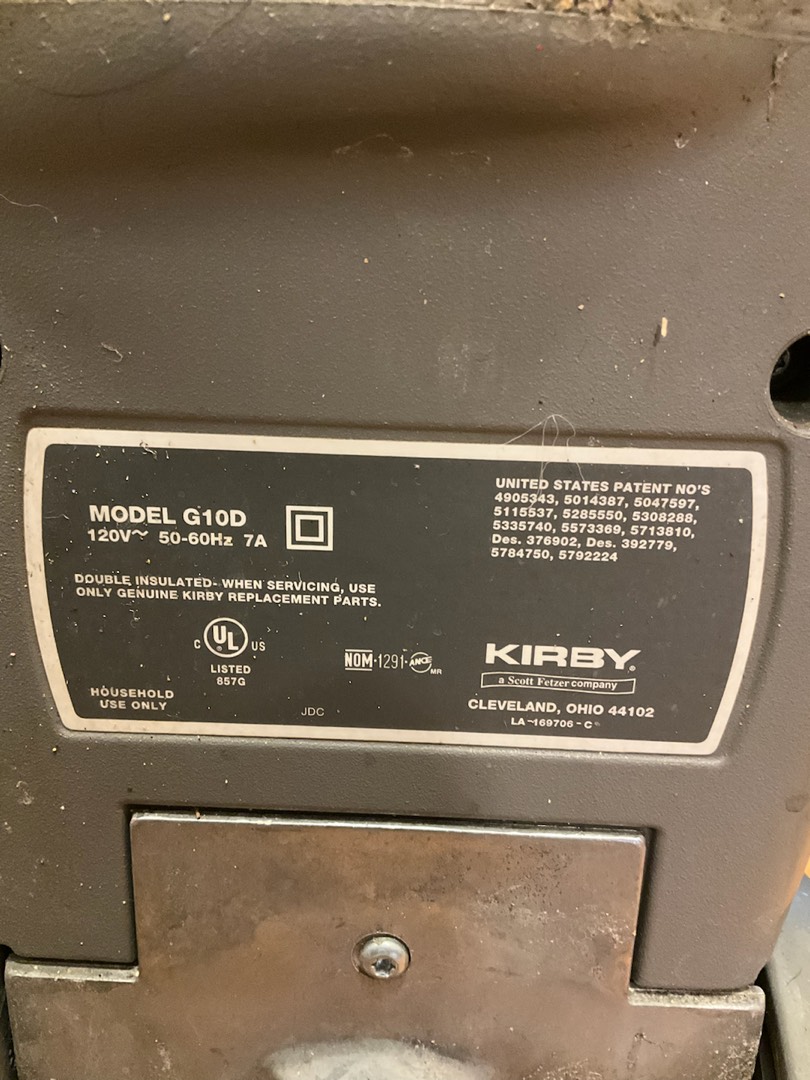 MODEL G10D
120V~ 50-60Hz 7A
DOUBLE INSULATED- WHEN SERVICING, USE
ONLY GENUINE KIRBY REPLACEMENT PARTS.
C UL US
®
LISTED
857G
HOUSEHOLD
USE ONLY
NOM-1291-ANCE MR
JDC
UNITED STATES PATENT NO'S
4905343, 5014387, 5047597,
5115537, 5285550, 5308288,
5335740, 5573369, 5713810,
Des. 376902, Des. 392779,
5784750, 5792224
KIRBY®
a Scott Fetzer company
CLEVELAND, OHIO 44102
LA-169706-C